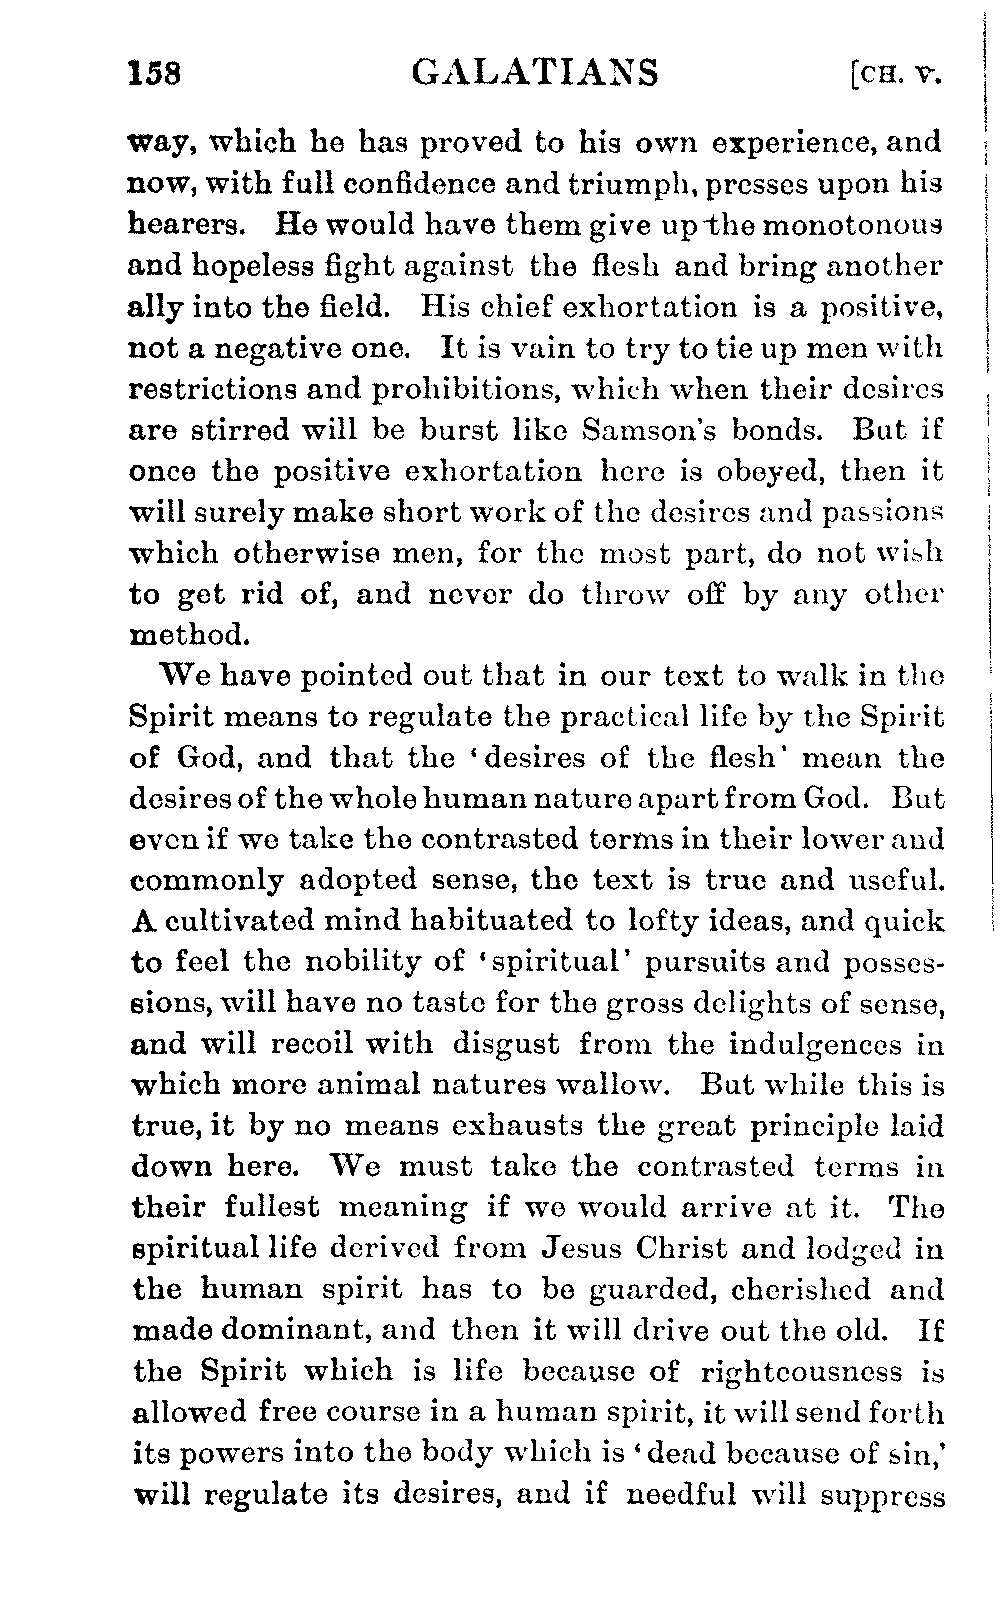 158 GALATIANS [CH. V.
way, which he has proved to his own experience, and
now, with full confidence and triumph, presses upon his
hearers. He would have them give up the monotonous
and hopeless fight against the flesh and bring another
ally into the field. His chief exhortation is a positive,
not a negative one. It is vain to try to tie up men with
restrictions and prohibitions, which when their desires
are stirred will be burst like Samson's bonds. But if
once the positive exhortation here is obeyed, then it
will surely make short work of the desires and passions
which otherwise men, for the most part, do not wish
to get rid of, and never do throw off by any other
method.
We have pointed out that in our text to walk in the
Spirit means to regulate the practical life by the Spirit
of God, and that the 'desires of the flesh' mean the
desires of the whole human nature apart from God. But
even if we take the contrasted terms in their lower and
commonly adopted sense, the text is true and useful.
A cultivated mind habituated to lofty ideas, and quick
to feel the nobility of 'spiritual' pursuits and posses-
sions, will have no taste for the gross delights of sense,
and will recoil with disgust from the indulgences in
which more animal natures wallow. But while this is
true, it by no means exhausts the great principle laid
down here. We must take the contrasted terms in
their fullest meaning if we would arrive at it. The
spiritual life derived from Jesus Christ and lodged in
the human spirit has to be guarded, cherished and
made dominant, and then it will drive out the old. If
the Spirit which is life because of righteousness is
allowed free course in a human spirit, it will send forth
its powers into the body which is 'dead because of sin,'
will regulate its desires, and if needful will suppress